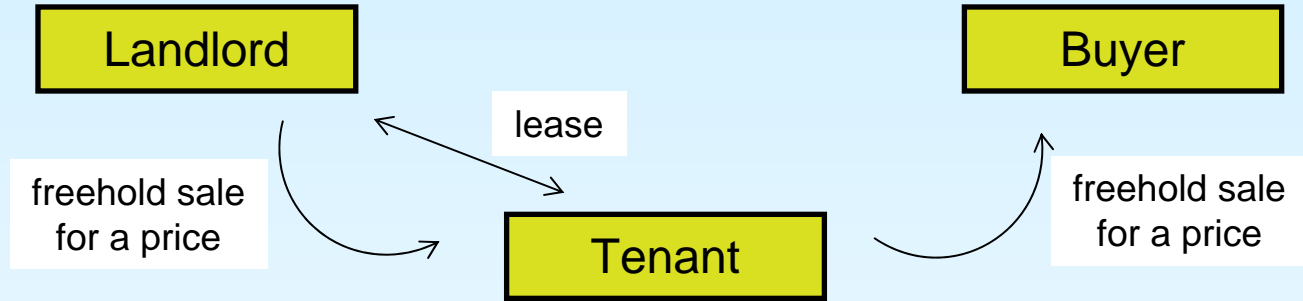 Landlord
Buyer
lease
freehold sale
for a price
freehold sale
for a price
Tenant